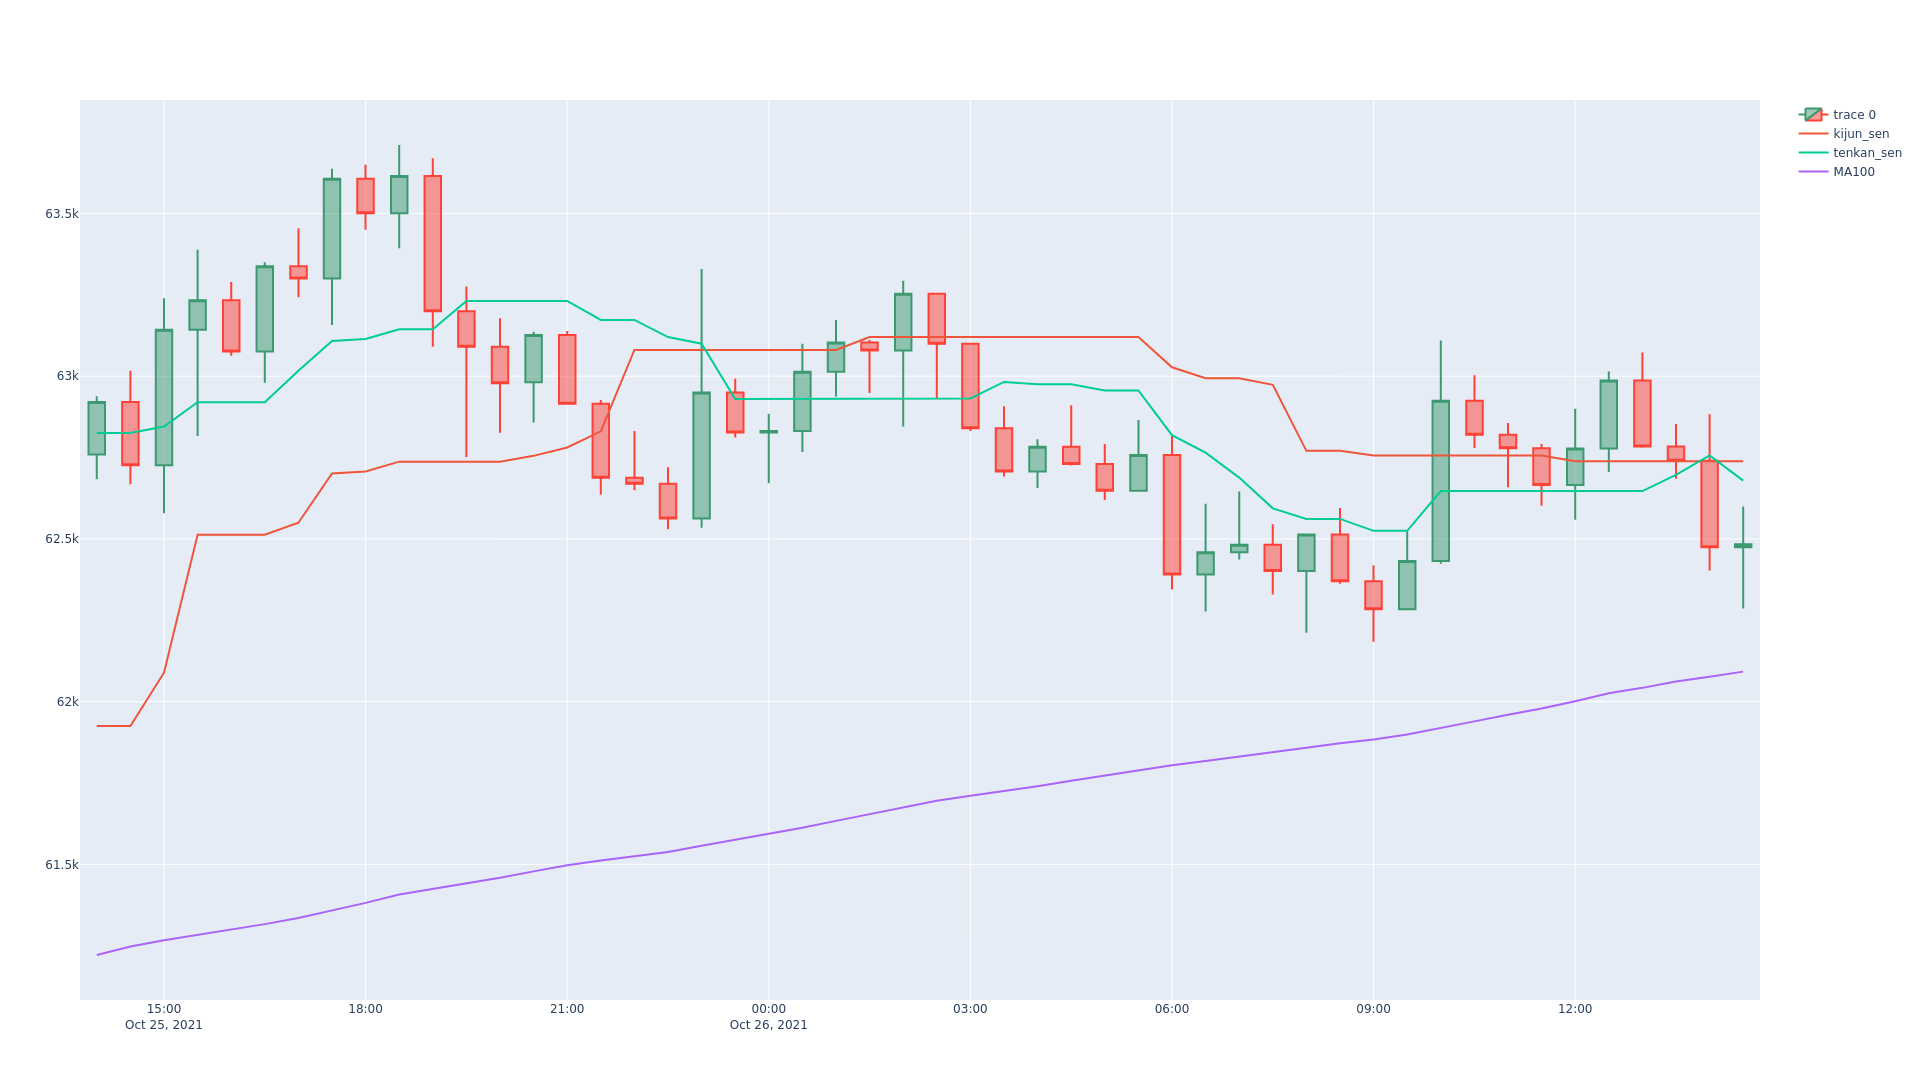 trace 0
kijun_sen
tenkan_sen
MA100
63.5k
63k
62.5k
62k
61.5k
15:00 18:00 21:00 00:00 03:00 06:00 09:00 12:00
Oct 25, 2021 Oct 26, 2021